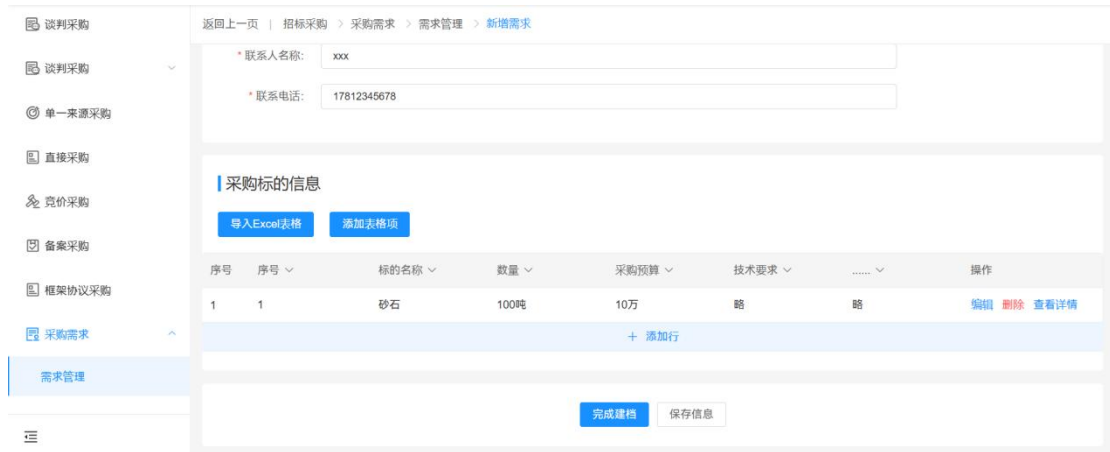 谈判采购
返回上一页 | 招标采购 > 采购需求 > 需求管理 > 新增需求
* 联系人名称: xxx
谈判采购
* 联系电话: 17812345678
单一来源采购
直接采购
采购标的信息
竞价采购
导入Excel表格 添加表格项
备案采购
序号 序号 标的名称 数量 采购预算 技术要求 ...... 操作
框架协议采购
1 1 砂石 100吨 10万 略 略 编辑 删除 查看详情
采购需求
+ 添加行
需求管理
完成建档 保存信息